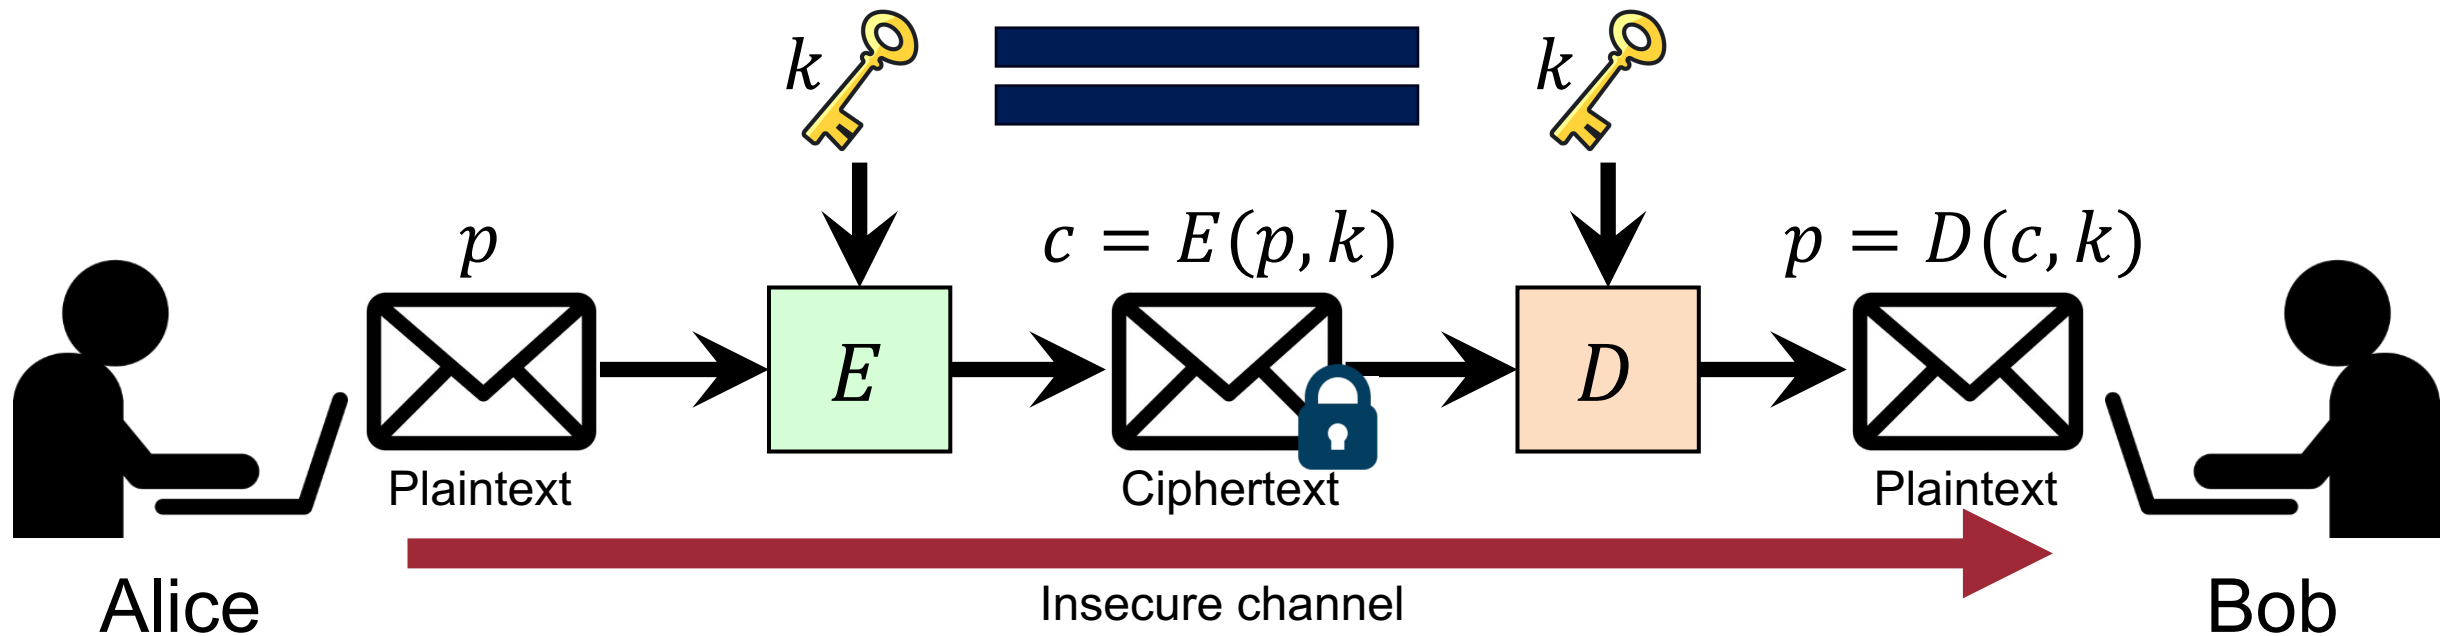 k
k
p
c = E(p, k)
p = D(c, k)
E
D
Plaintext
Ciphertext
Plaintext
Insecure channel
Alice
Bob